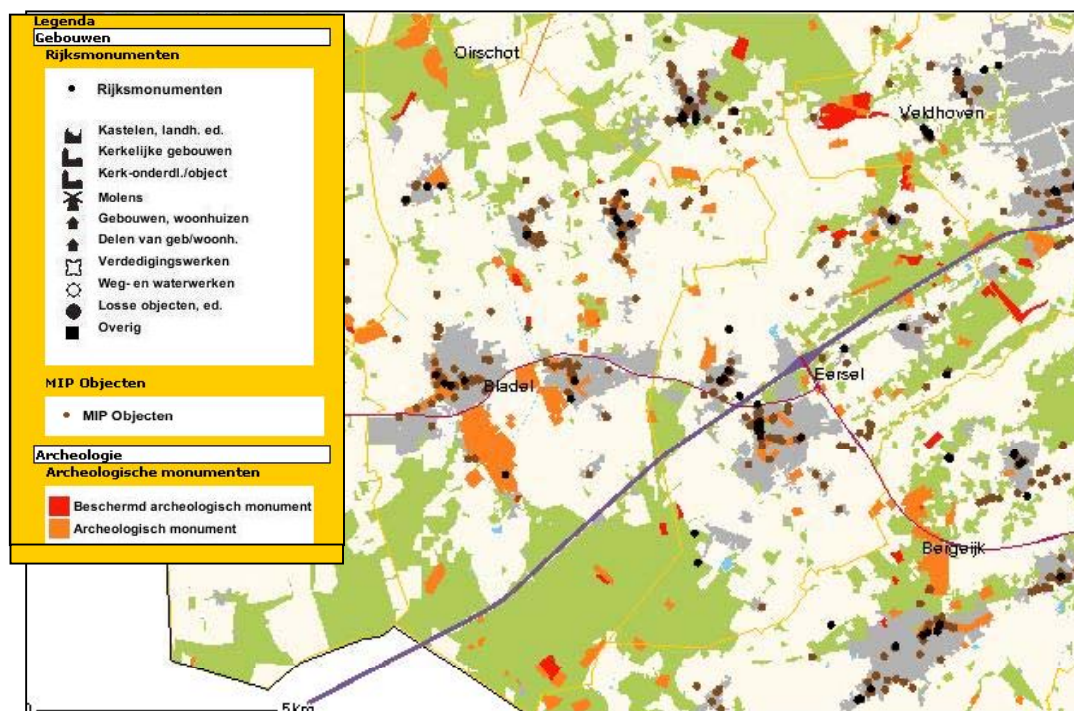 Legenda
Gebouwen
Rijksmonumenten
Rijksmonumenten
Kastelen, landh. ed.
Kerkelijke gebouwen
Kerk-onderdl./object
Molens
Gebouwen, woonhuizen
Delen van geb/woonh.
Verdedigingswerken
Weg- en waterwerken
Losse objecten, ed.
Overig
MIP Objecten
MIP Objecten
Archeologie
Archeologische monumenten
Beschermd archeologisch monument
Archeologisch monument
Oirschot
Veldhoven
Bladel
Eersel
Bergeijk
5 km